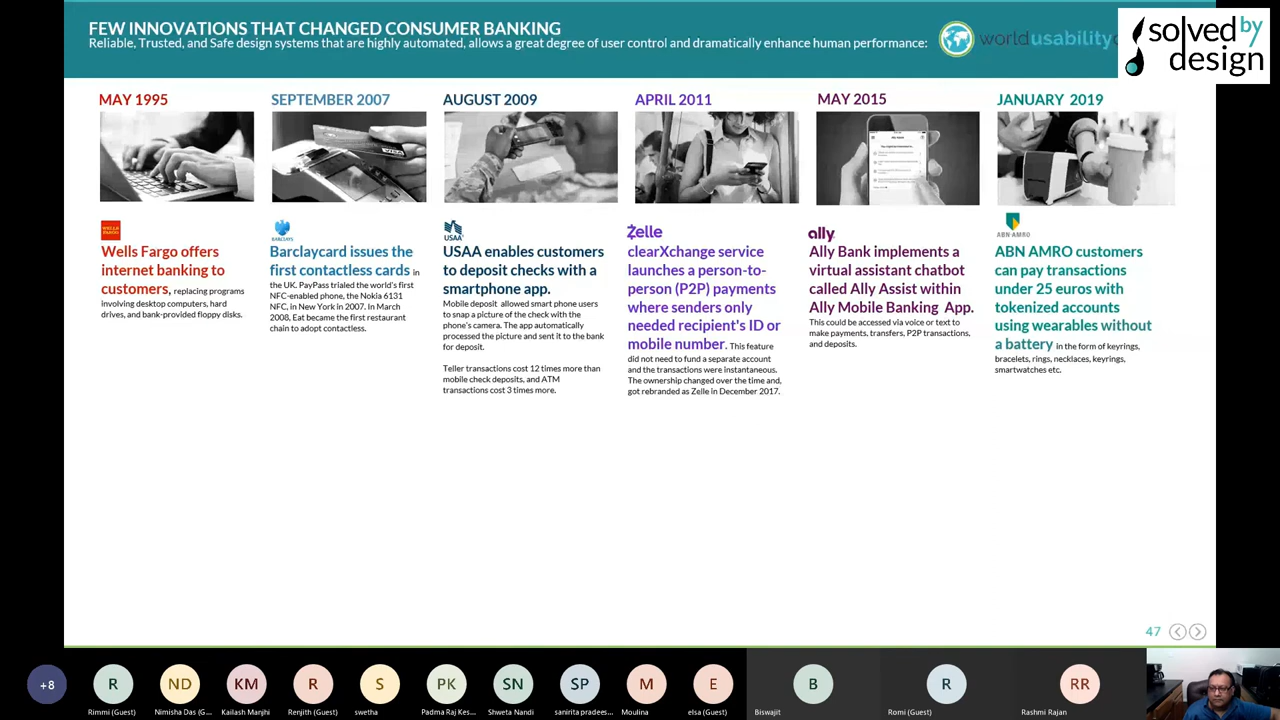 FEW INNOVATIONS THAT CHANGED CONSUMER BANKING
Reliable, Trusted, and Safe design systems that are highly automated, allows a great degree of user control and dramatically enhance human performance:
worldusability
solved by
design
MAY 1995
WELLS
FARGO
Wells Fargo offers
internet banking to
customers, replacing programs
involving desktop computers, hard
drives, and bank-provided floppy disks.
SEPTEMBER 2007
VISA
BARCLAYS
Barclaycard issues the
first contactless cards in
the UK. PayPass trialed the world's first
NFC-enabled phone, the Nokia 6131
NFC, in New York in 2007. In March
2008, Eat became the first restaurant
chain to adopt contactless.
AUGUST 2009
USAA
USAA enables customers
to deposit checks with a
smartphone app.
Mobile deposit allowed smart phone users
to snap a picture of the check with the
phone's camera. The app automatically
processed the picture and sent it to the bank
for deposit.
Teller transactions cost 12 times more than
mobile check deposits, and ATM
transactions cost 3 times more.
APRIL 2011
Zelle
clearXchange service
launches a person-to-
person (P2P) payments
where senders only
needed recipient's ID or
mobile number. This feature
did not need to fund a separate account
and the transactions were instantaneous.
The ownership changed over the time and,
got rebranded as Zelle in December 2017.
MAY 2015
ally
Ally Bank implements a
virtual assistant chatbot
called Ally Assist within
Ally Mobile Banking App.
This could be accessed via voice or text to
make payments, transfers, P2P transactions,
and deposits.
JANUARY 2019
ABN·AMRO
ABN AMRO customers
can pay transactions
under 25 euros with
tokenized accounts
using wearables without
a battery in the form of keyrings,
bracelets, rings, necklaces, keyrings,
smartwatches etc.
47
+8
R
ND
KM
R
S
PK
SN
SP
M
E
B
R
RR
Rimmi (Guest)
Nimisha Das (G...
Kailash Manjhi
Renjith (Guest)
swetha
Padma Raj Kes...
Shweta Nandi
sanirita pradees...
Moulina
elsa (Guest)
Biswajit
Romi (Guest)
Rashmi Rajan